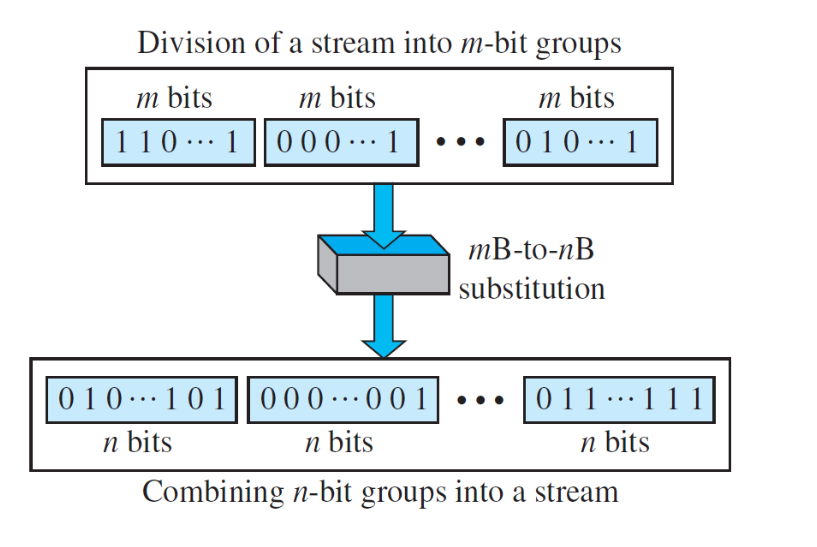 Division of a stream into m-bit groups
m bits m bits m bits
1 1 0 ··· 1 0 0 0 ··· 1 ••• 0 1 0 ··· 1
mB-to-nB
substitution
0 1 0 ··· 1 0 1 0 0 0 ··· 0 0 1 ••• 0 1 1 ··· 1 1 1
n bits n bits n bits
Combining n-bit groups into a stream